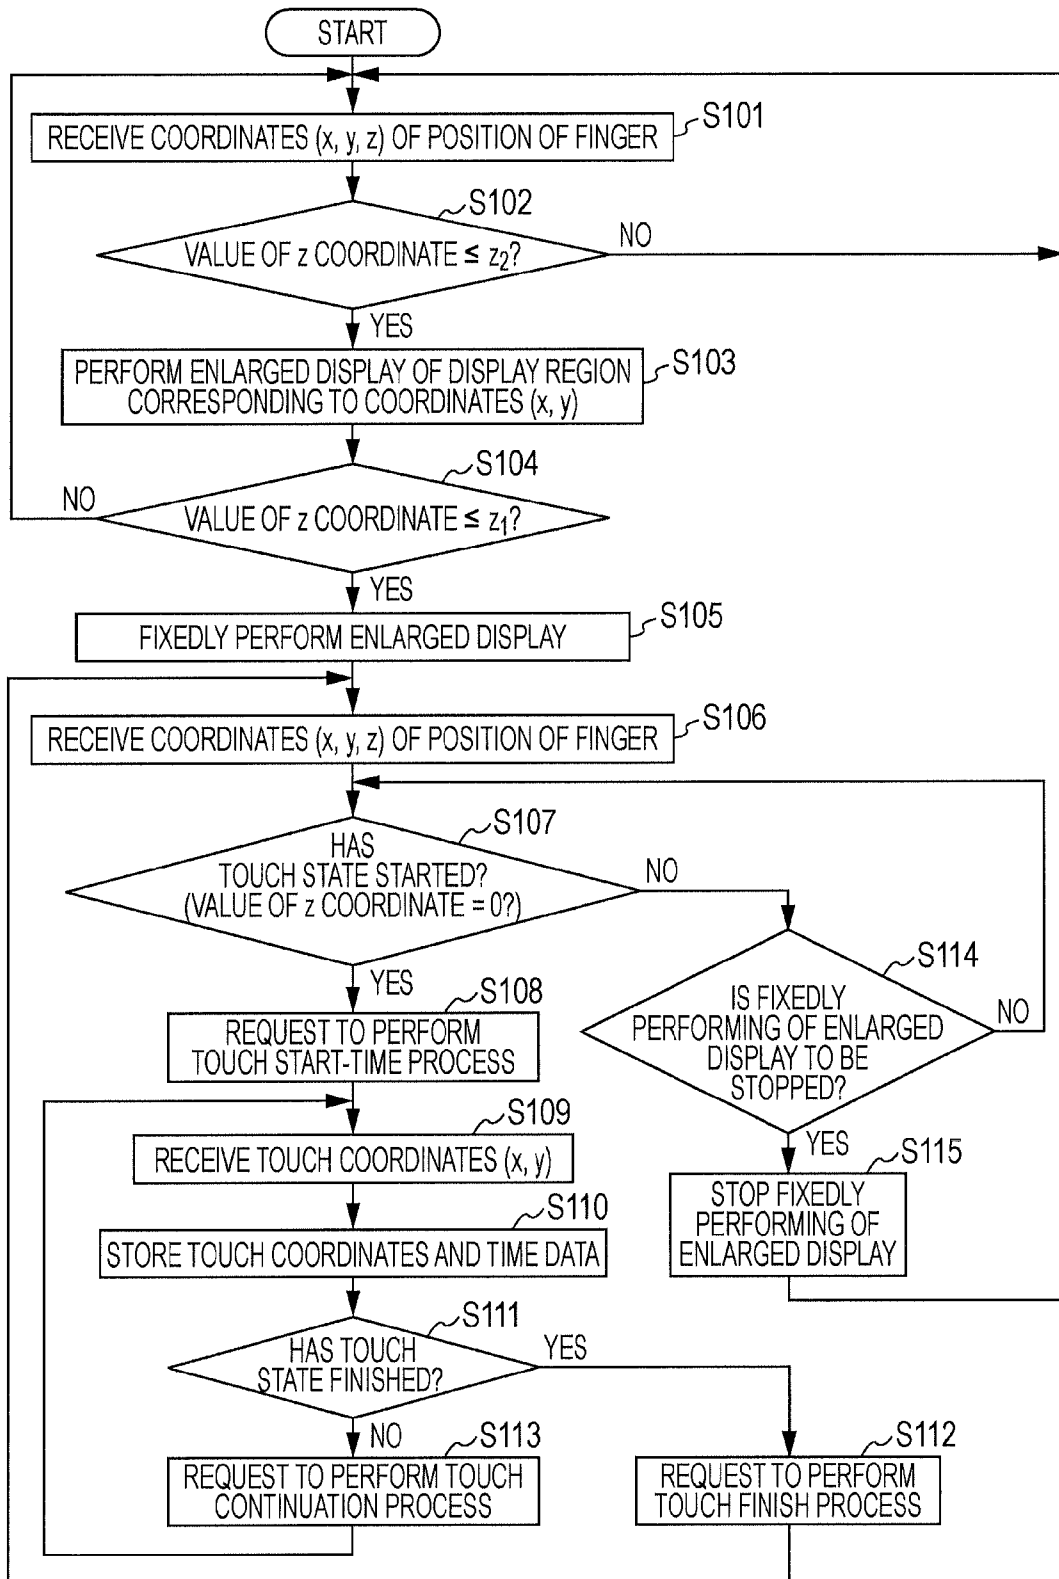 START
RECEIVE COORDINATES (x, y, z) OF POSITION OF FINGER
S101
S102
VALUE OF z COORDINATE ≤ z2?
NO
YES
PERFORM ENLARGED DISPLAY OF DISPLAY REGION
CORRESPONDING TO COORDINATES (x, y)
S103
S104
NO
VALUE OF z COORDINATE ≤ z1?
YES
FIXEDLY PERFORM ENLARGED DISPLAY
S105
RECEIVE COORDINATES (x, y, z) OF POSITION OF FINGER
S106
S107
HAS
TOUCH STATE STARTED?
(VALUE OF z COORDINATE = 0?)
NO
YES
S114
IS FIXEDLY
PERFORMING OF ENLARGED
DISPLAY TO BE
STOPPED?
NO
YES
S108
REQUEST TO PERFORM
TOUCH START-TIME PROCESS
S109
RECEIVE TOUCH COORDINATES (x, y)
S115
STOP FIXEDLY
PERFORMING OF
ENLARGED DISPLAY
S110
STORE TOUCH COORDINATES AND TIME DATA
S111
HAS TOUCH
STATE FINISHED?
YES
NO
S113
REQUEST TO PERFORM TOUCH
CONTINUATION PROCESS
S112
REQUEST TO PERFORM
TOUCH FINISH PROCESS